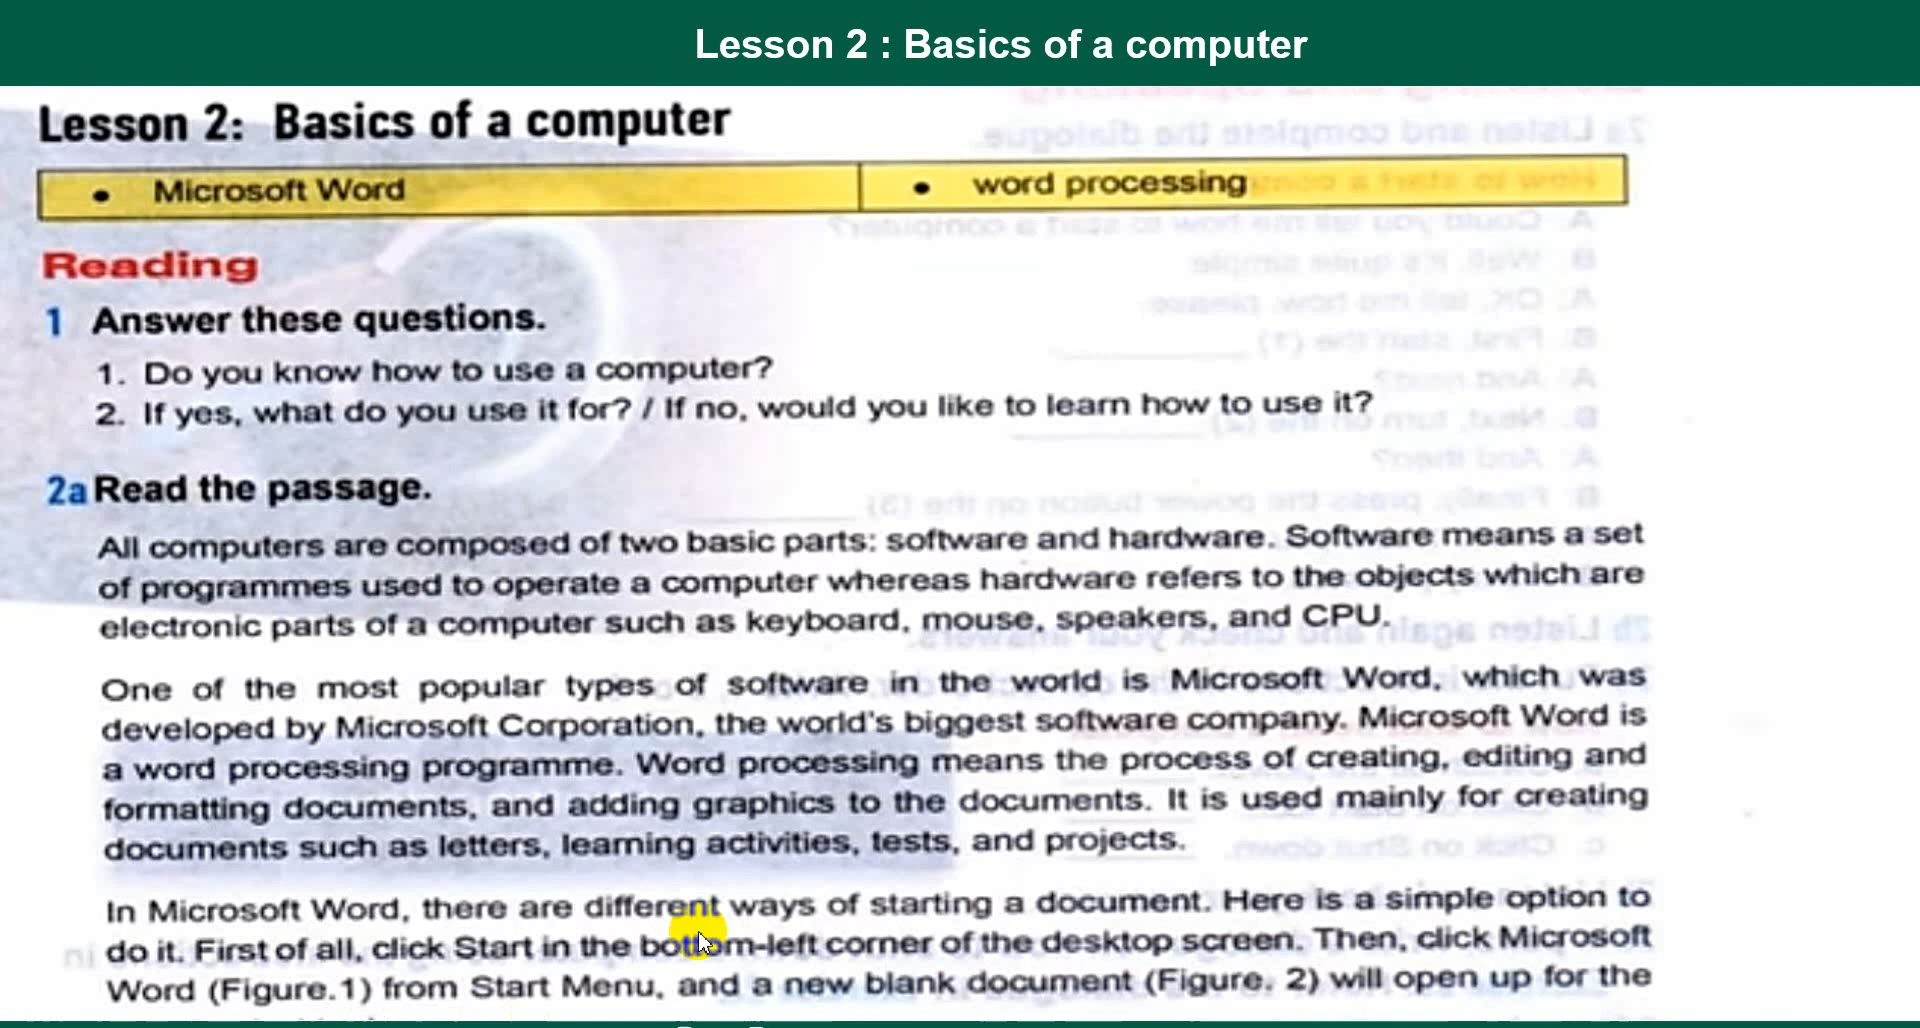 Lesson 2 : Basics of a computer
Lesson 2: Basics of a computer
• Microsoft Word • word processing
Reading
1 Answer these questions.
1. Do you know how to use a computer?
2. If yes, what do you use it for? / If no, would you like to learn how to use it?
2a Read the passage.
All computers are composed of two basic parts: software and hardware. Software means a set
of programmes used to operate a computer whereas hardware refers to the objects which are
electronic parts of a computer such as keyboard, mouse, speakers, and CPU.
One of the most popular types of software in the world is Microsoft Word, which was
developed by Microsoft Corporation, the world's biggest software company. Microsoft Word is
a word processing programme. Word processing means the process of creating, editing and
formatting documents, and adding graphics to the documents. It is used mainly for creating
documents such as letters, learning activities, tests, and projects.
In Microsoft Word, there are different ways of starting a document. Here is a simple option to
do it. First of all, click Start in the bottom-left corner of the desktop screen. Then, click Microsoft
Word (Figure.1) from Start Menu, and a new blank document (Figure. 2) will open up for the